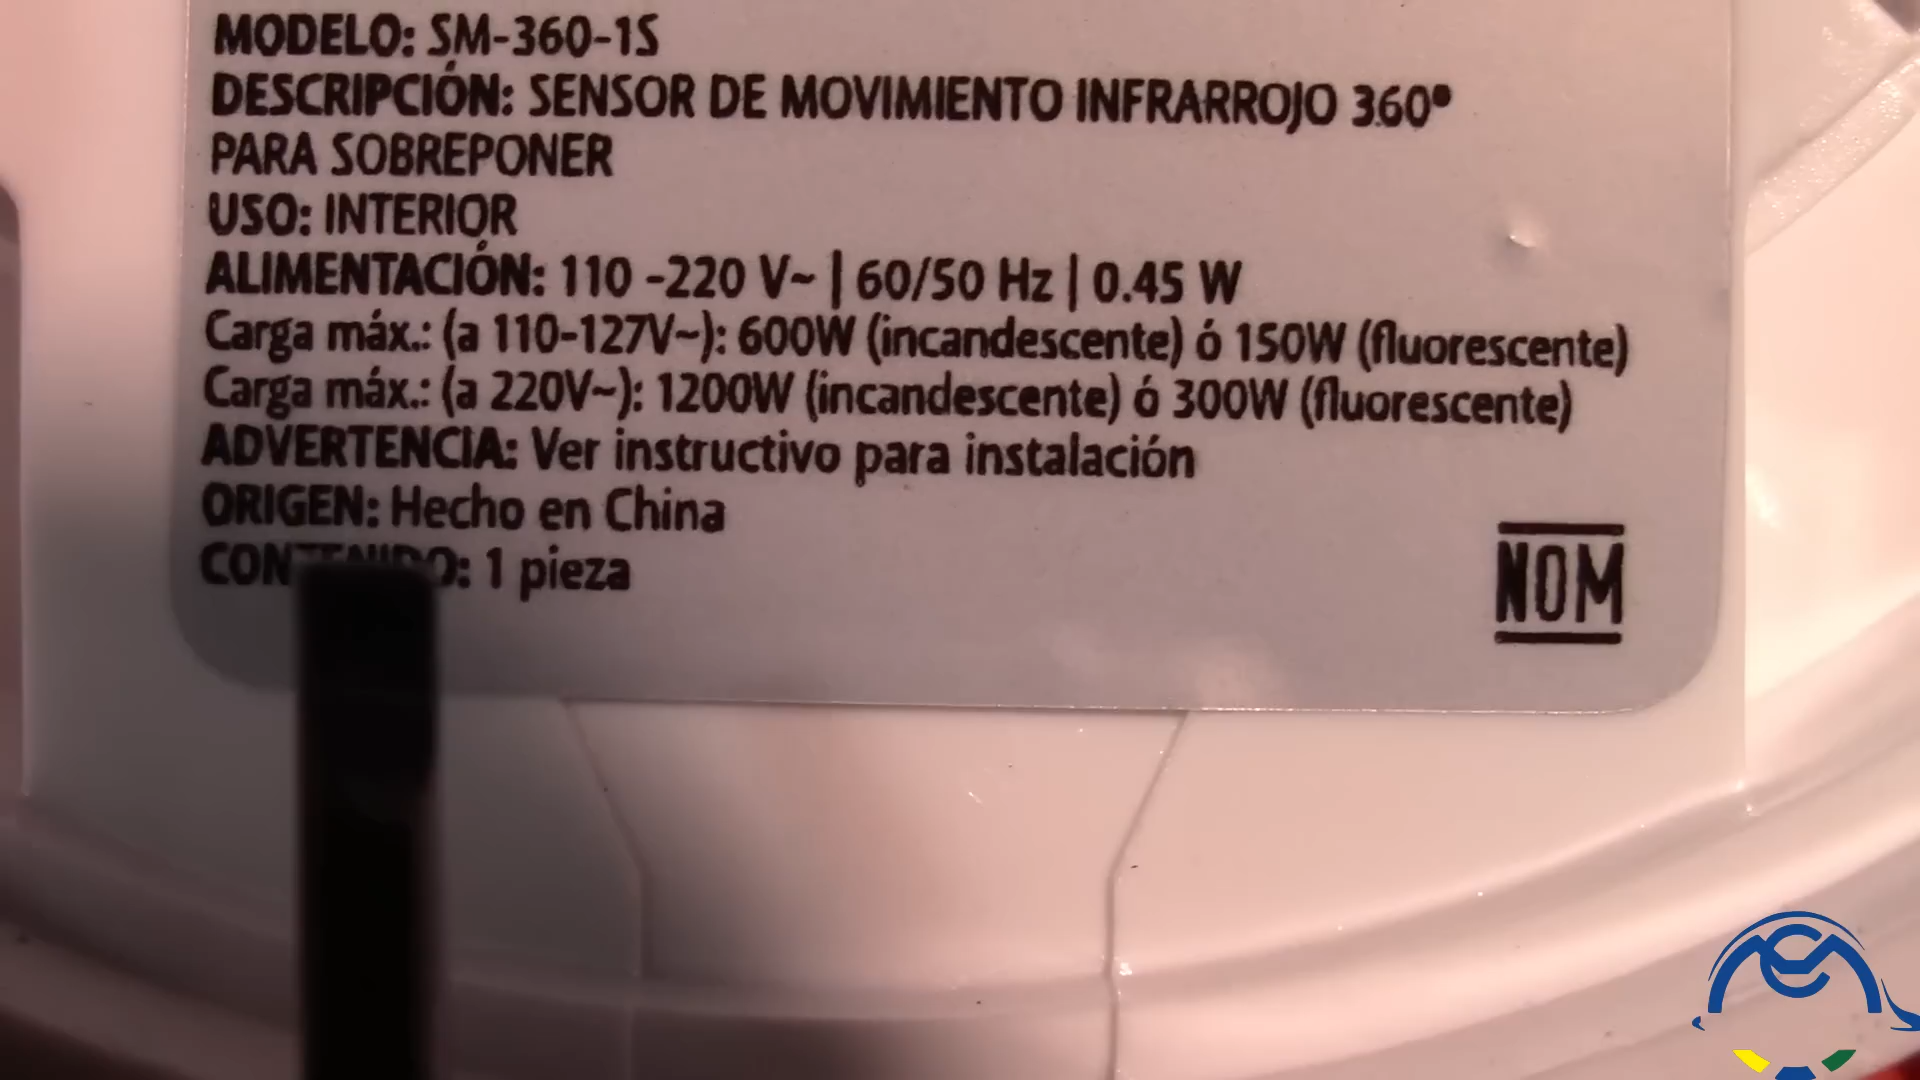 MODELO: SM-360-1S
DESCRIPCIÓN: SENSOR DE MOVIMIENTO INFRARROJO 360°
PARA SOBREPONER
USO: INTERIOR
ALIMENTACIÓN: 110 -220 V~ | 60/50 Hz | 0.45 W
Carga máx.: (a 110-127V~): 600W (incandescente) ó 150W (fluorescente)
Carga máx.: (a 220V~): 1200W (incandescente) ó 300W (fluorescente)
ADVERTENCIA: Ver instructivo para instalación
ORIGEN: Hecho en China
CONTENIDO: 1 pieza
NOM